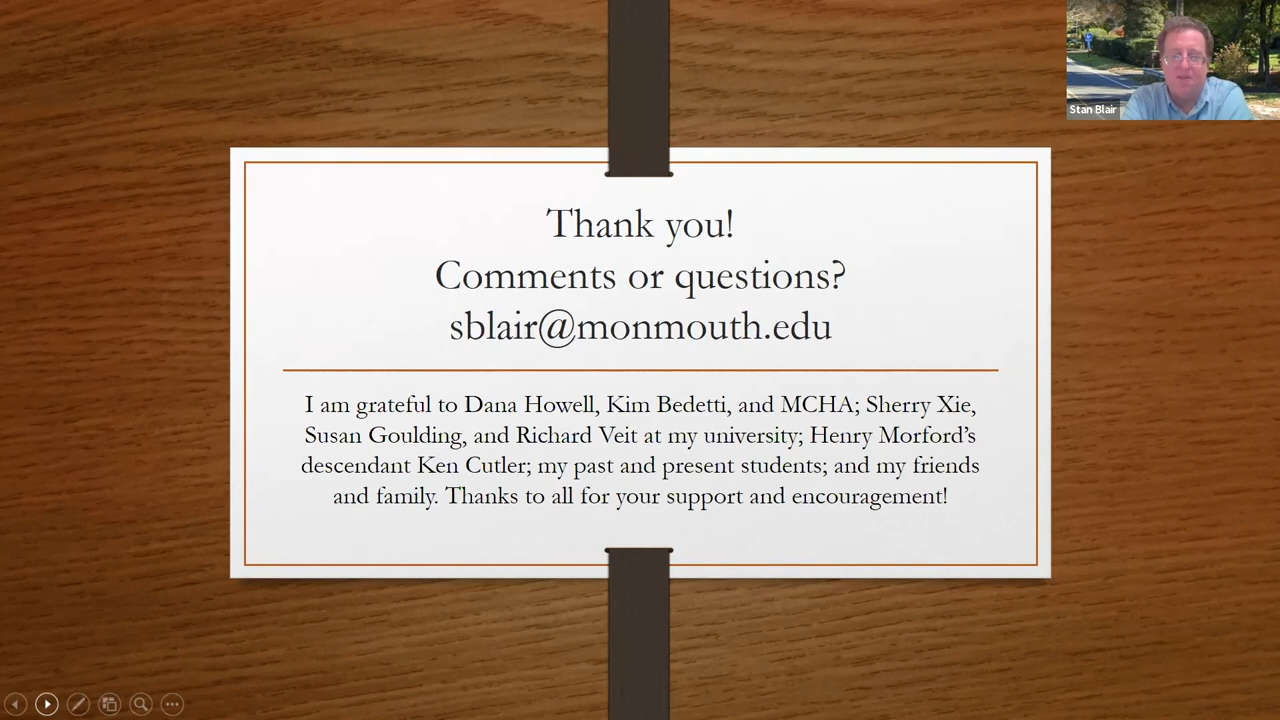 Stan Blair
Thank you!
Comments or questions?
sblair@monmouth.edu
I am grateful to Dana Howell, Kim Bedetti, and MCHA; Sherry Xie,
Susan Goulding, and Richard Veit at my university; Henry Morford’s
descendant Ken Cutler; my past and present students; and my friends
and family. Thanks to all for your support and encouragement!